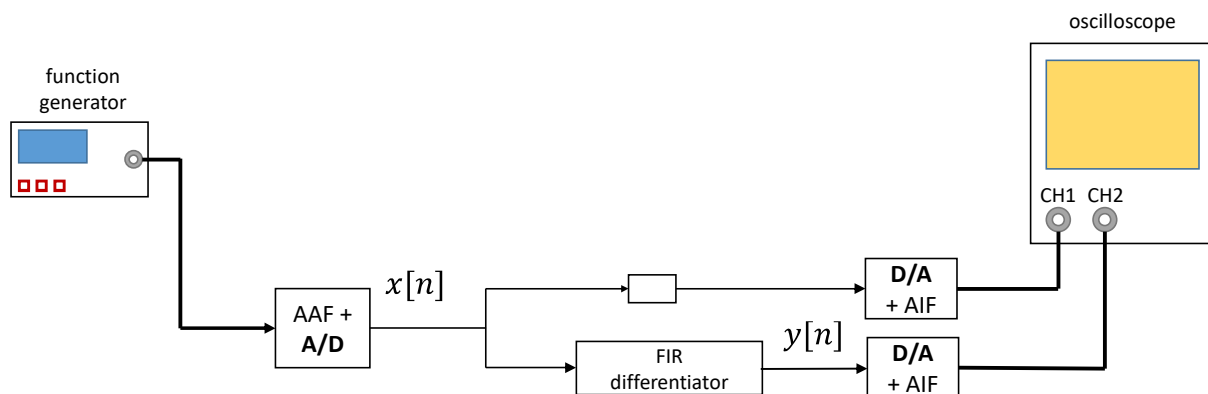 oscilloscope
function
generator
CH1 CH2
x[n]
D/A
+ AIF
AAF +
A/D
y[n]
FIR
differentiator
D/A
+ AIF